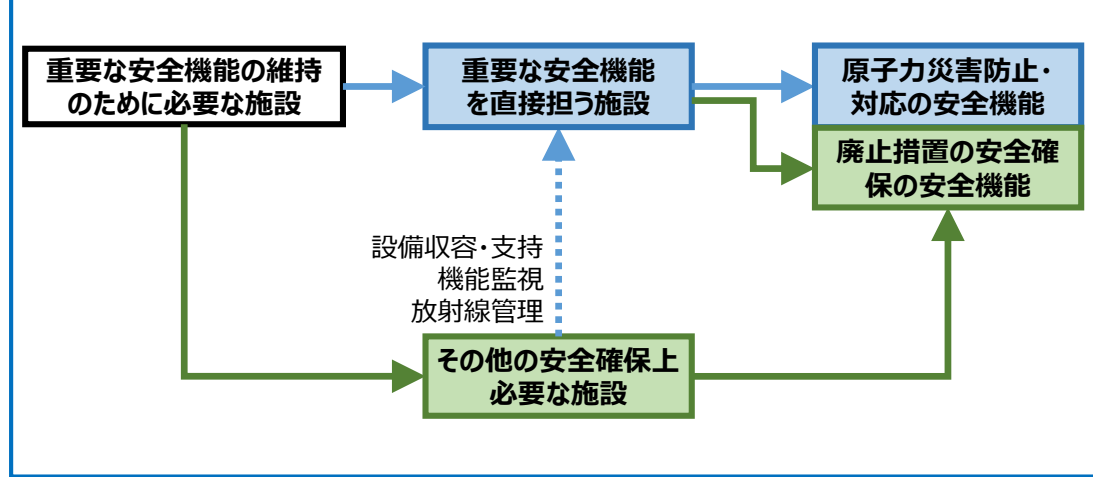 重要な安全機能の維持
のために必要な施設
重要な安全機能
を直接担う施設
原子力災害防止・
対応の安全機能
廃止措置の安全確
保の安全機能
設備収容・支持
機能監視
放射線管理
その他の安全確保上
必要な施設